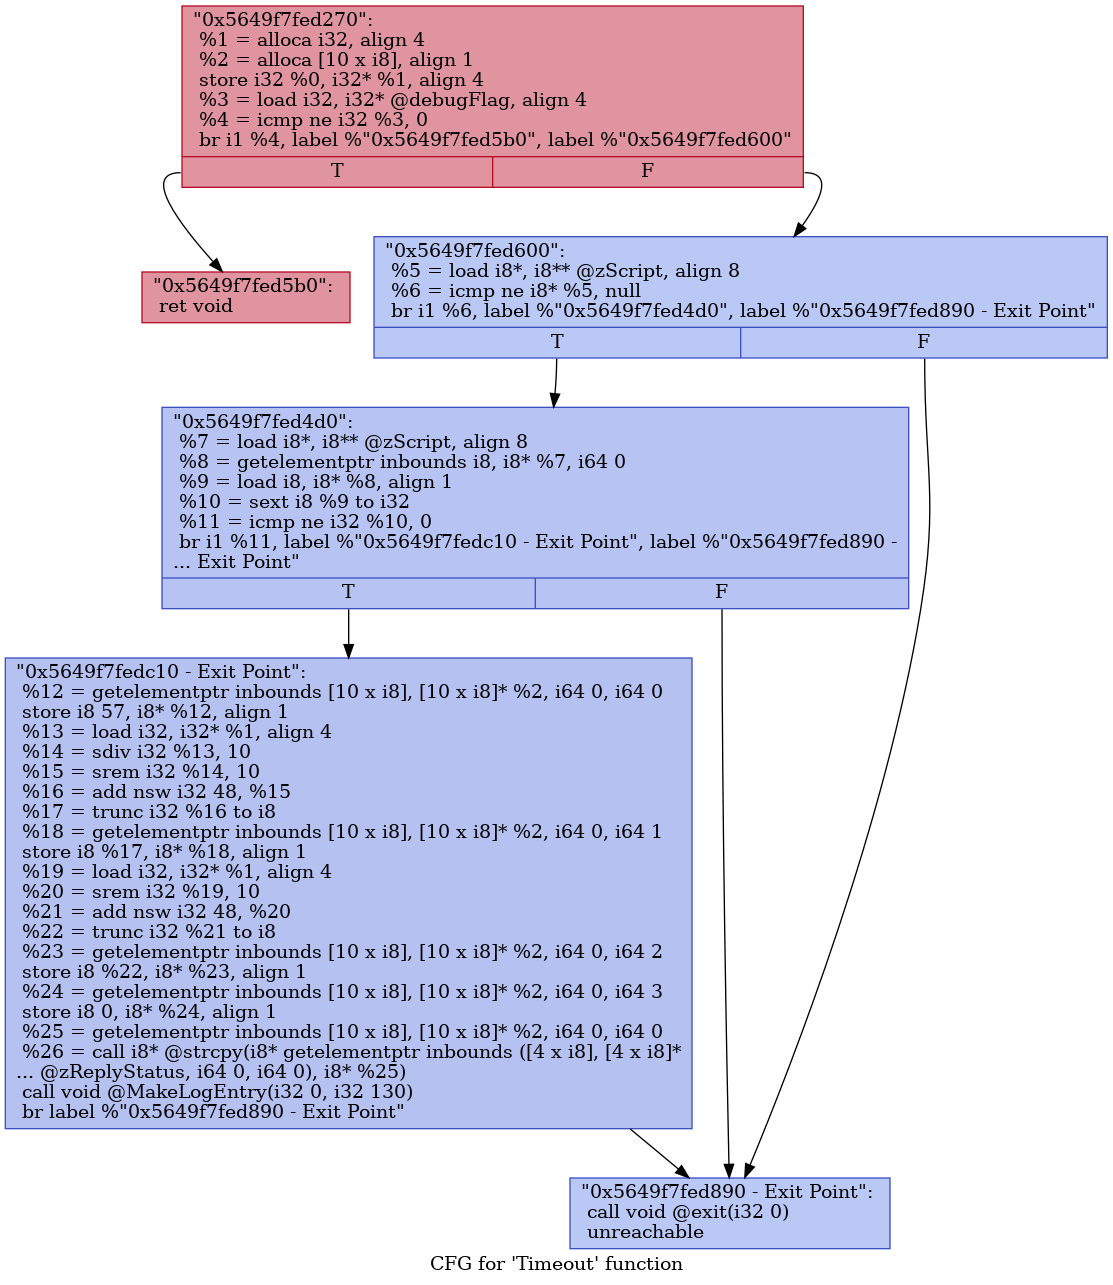 "0x5649f7fed270":
%1 = alloca i32, align 4
%2 = alloca [10 x i8], align 1
store i32 %0, i32* %1, align 4
%3 = load i32, i32* @debugFlag, align 4
%4 = icmp ne i32 %3, 0
br i1 %4, label %"0x5649f7fed5b0", label %"0x5649f7fed600"
T F
"0x5649f7fed5b0":
ret void
"0x5649f7fed600":
%5 = load i8*, i8** @zScript, align 8
%6 = icmp ne i8* %5, null
br i1 %6, label %"0x5649f7fed4d0", label %"0x5649f7fed890 - Exit Point"
T F
"0x5649f7fed4d0":
%7 = load i8*, i8** @zScript, align 8
%8 = getelementptr inbounds i8, i8* %7, i64 0
%9 = load i8, i8* %8, align 1
%10 = sext i8 %9 to i32
%11 = icmp ne i32 %10, 0
br i1 %11, label %"0x5649f7fedc10 - Exit Point", label %"0x5649f7fed890 -
... Exit Point"
T F
"0x5649f7fedc10 - Exit Point":
%12 = getelementptr inbounds [10 x i8], [10 x i8]* %2, i64 0, i64 0
store i8 57, i8* %12, align 1
%13 = load i32, i32* %1, align 4
%14 = sdiv i32 %13, 10
%15 = srem i32 %14, 10
%16 = add nsw i32 48, %15
%17 = trunc i32 %16 to i8
%18 = getelementptr inbounds [10 x i8], [10 x i8]* %2, i64 0, i64 1
store i8 %17, i8* %18, align 1
%19 = load i32, i32* %1, align 4
%20 = srem i32 %19, 10
%21 = add nsw i32 48, %20
%22 = trunc i32 %21 to i8
%23 = getelementptr inbounds [10 x i8], [10 x i8]* %2, i64 0, i64 2
store i8 %22, i8* %23, align 1
%24 = getelementptr inbounds [10 x i8], [10 x i8]* %2, i64 0, i64 3
store i8 0, i8* %24, align 1
%25 = getelementptr inbounds [10 x i8], [10 x i8]* %2, i64 0, i64 0
%26 = call i8* @strcpy(i8* getelementptr inbounds ([4 x i8], [4 x i8]*
... @zReplyStatus, i64 0, i64 0), i8* %25)
call void @MakeLogEntry(i32 0, i32 130)
br label %"0x5649f7fed890 - Exit Point"
"0x5649f7fed890 - Exit Point":
call void @exit(i32 0)
unreachable
CFG for 'Timeout' function